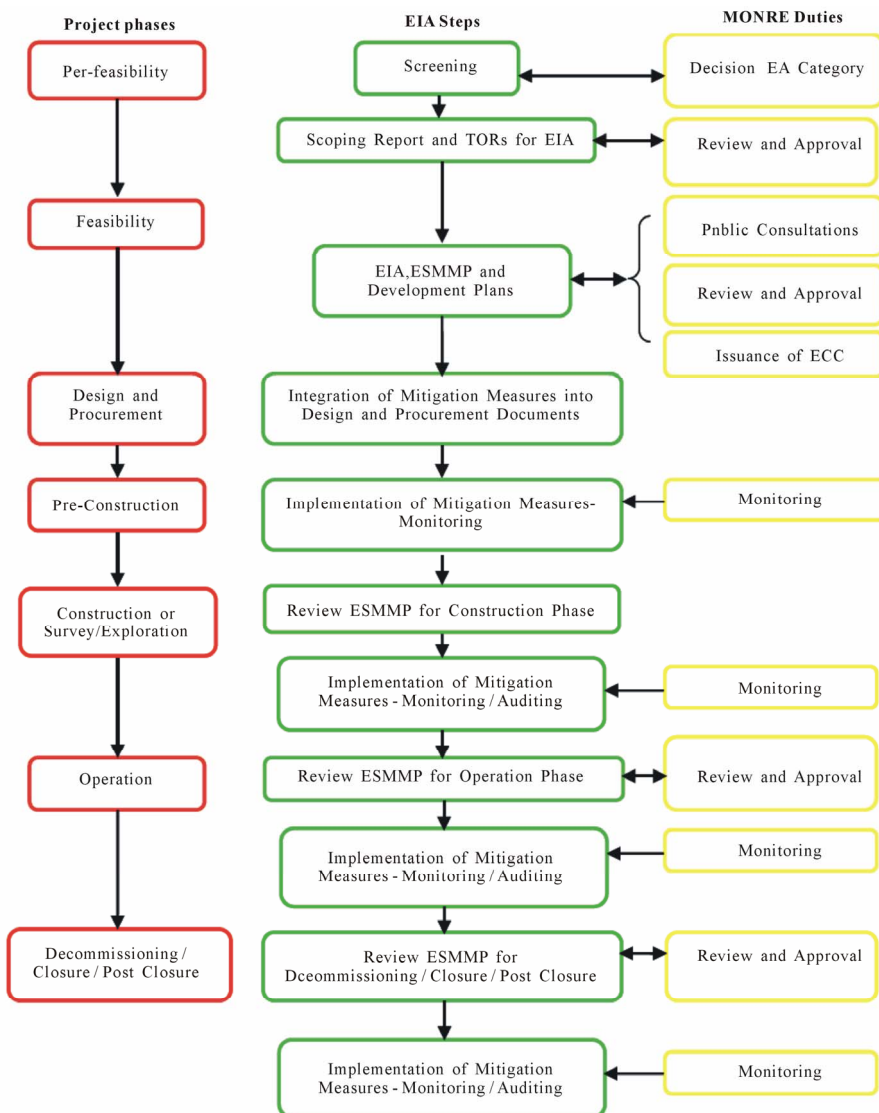 Project phases
EIA Steps
MONRE Duties
Per-feasibility
Screening
Decision EA Category
Scoping Report and TORs for EIA
Review and Approval
Feasibility
Pnblic Consultations
EIA,ESMMP and
Development Plans
Review and Approval
Issuance of ECC
Design and
Procurement
Integration of Mitigation Measures into
Design and Procurement Documents
Pre-Construction
Implementation of Mitigation Measures-
Monitoring
Monitoring
Construction or
Survey/Exploration
Review ESMMP for Construction Phase
Implementation of Mitigation
Measures - Monitoring / Auditing
Monitoring
Operation
Review ESMMP for Operation Phase
Review and Approval
Implementation of Mitigation
Measures - Monitoring / Auditing
Monitoring
Decommissioning /
Closure / Post Closure
Review ESMMP for
Dceommissioning / Closure / Post Closure
Review and Approval
Implementation of Mitigation
Measures - Monitoring / Auditing
Monitoring